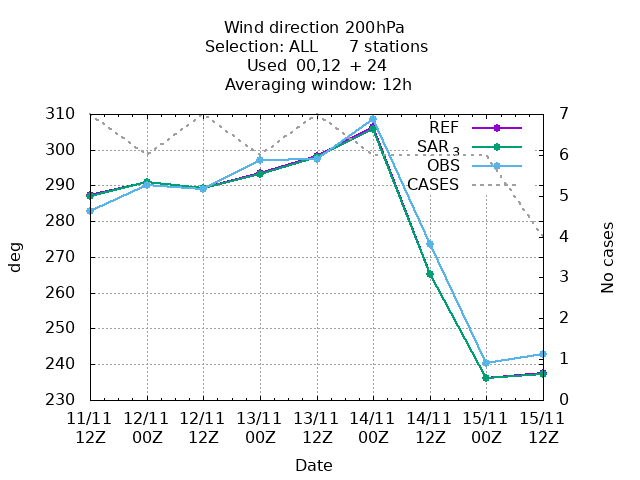 Wind direction 200hPa
Selection: ALL      7 stations
Used  00,12  + 24
Averaging window: 12h
310
300
290
280
270
260
250
240
230
7
6
5
4
3
2
1
0
REF
SAR 3
OBS
CASES
deg
No cases
11/11 12/11 12/11 13/11 13/11 14/11 14/11 15/11 15/11
12Z 00Z 12Z 00Z 12Z 00Z 12Z 00Z 12Z
Date